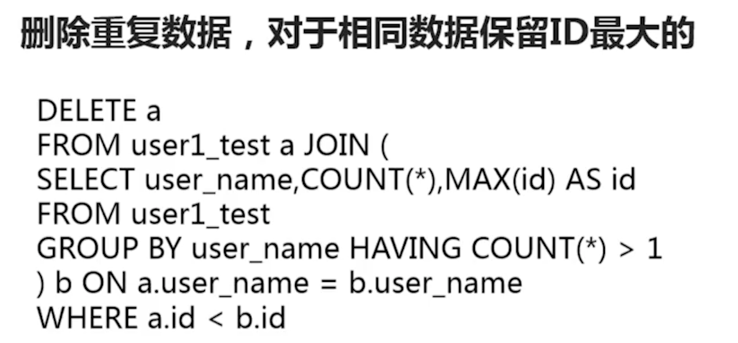 删除重复数据，对于相同数据保留ID最大的
DELETE a
FROM user1_test a JOIN (
SELECT user_name,COUNT(*),MAX(id) AS id
FROM user1_test
GROUP BY user_name HAVING COUNT(*) > 1
) b ON a.user_name = b.user_name
WHERE a.id < b.id